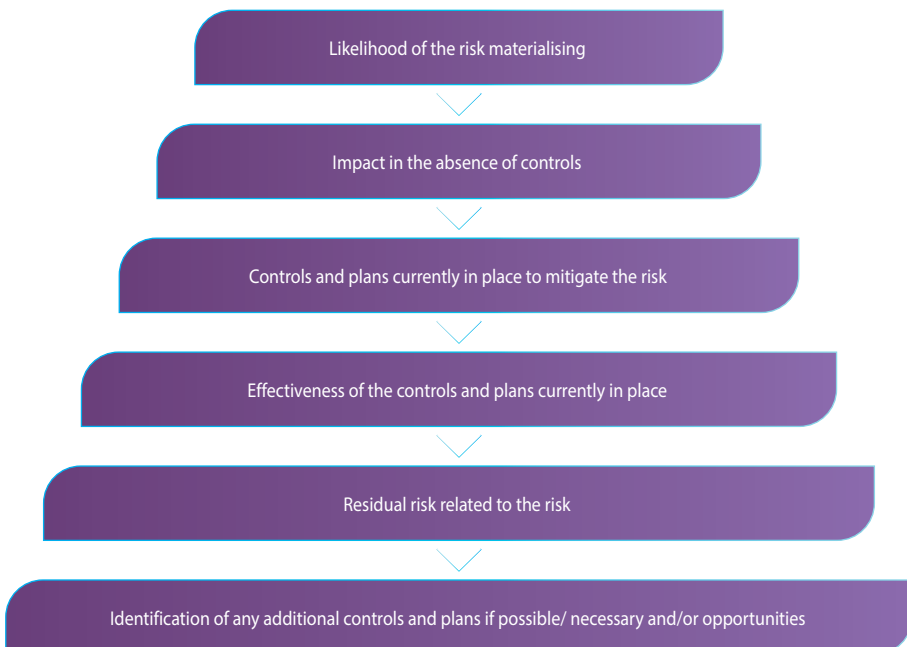 Likelihood of the risk materialising
Impact in the absence of controls
Controls and plans currently in place to mitigate the risk
Effectiveness of the controls and plans currently in place
Residual risk related to the risk
Identification of any additional controls and plans if possible/ necessary and/or opportunities